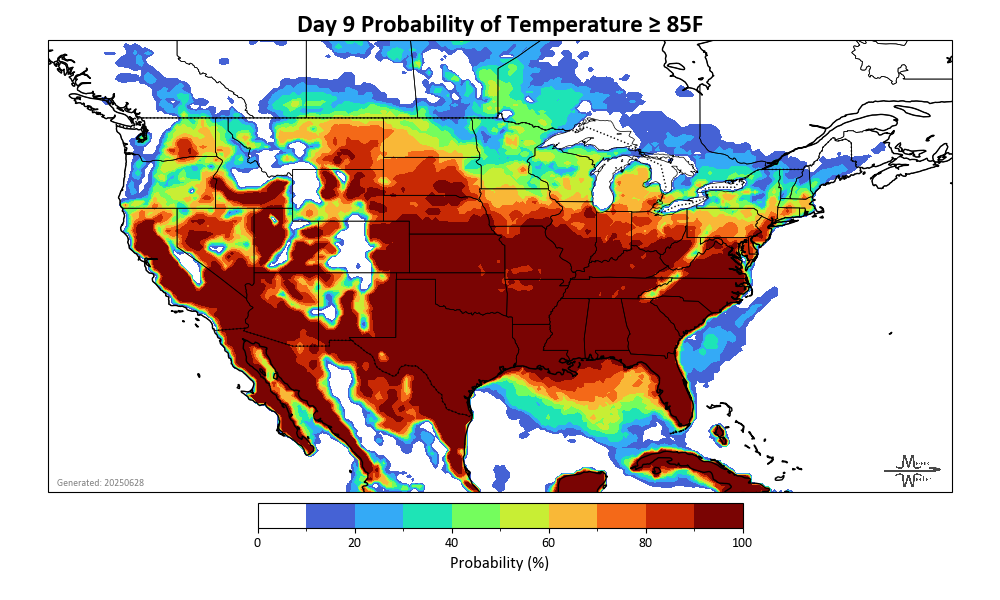 Day 9 Probability of Temperature ≥ 85F
Generated: 20250628
0 20 40 60 80 100
Probability (%)